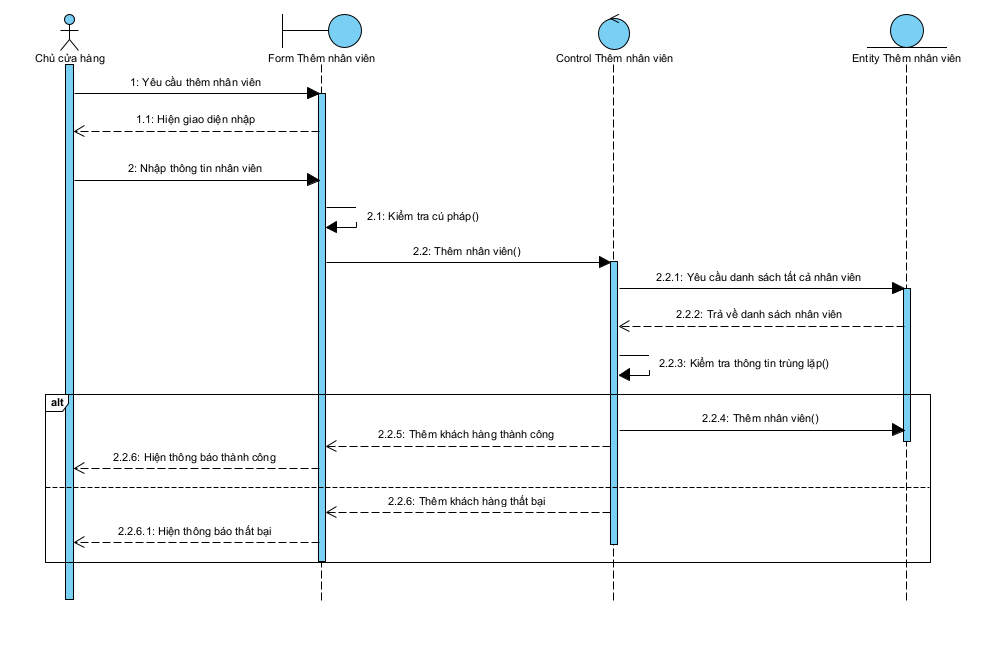 Chủ cửa hàng
Form Thêm nhân viên
Control Thêm nhân viên
Entity Thêm nhân viên
1: Yêu cầu thêm nhân viên
1.1: Hiện giao diện nhập
2: Nhập thông tin nhân viên
2.1: Kiểm tra cú pháp()
2.2: Thêm nhân viên()
2.2.1: Yêu cầu danh sách tất cả nhân viên
2.2.2: Trả về danh sách nhân viên
2.2.3: Kiểm tra thông tin trùng lặp()
alt
2.2.4: Thêm nhân viên()
2.2.5: Thêm khách hàng thành công
2.2.6: Hiện thông báo thành công
2.2.6: Thêm khách hàng thất bại
2.2.6.1: Hiện thông báo thất bại